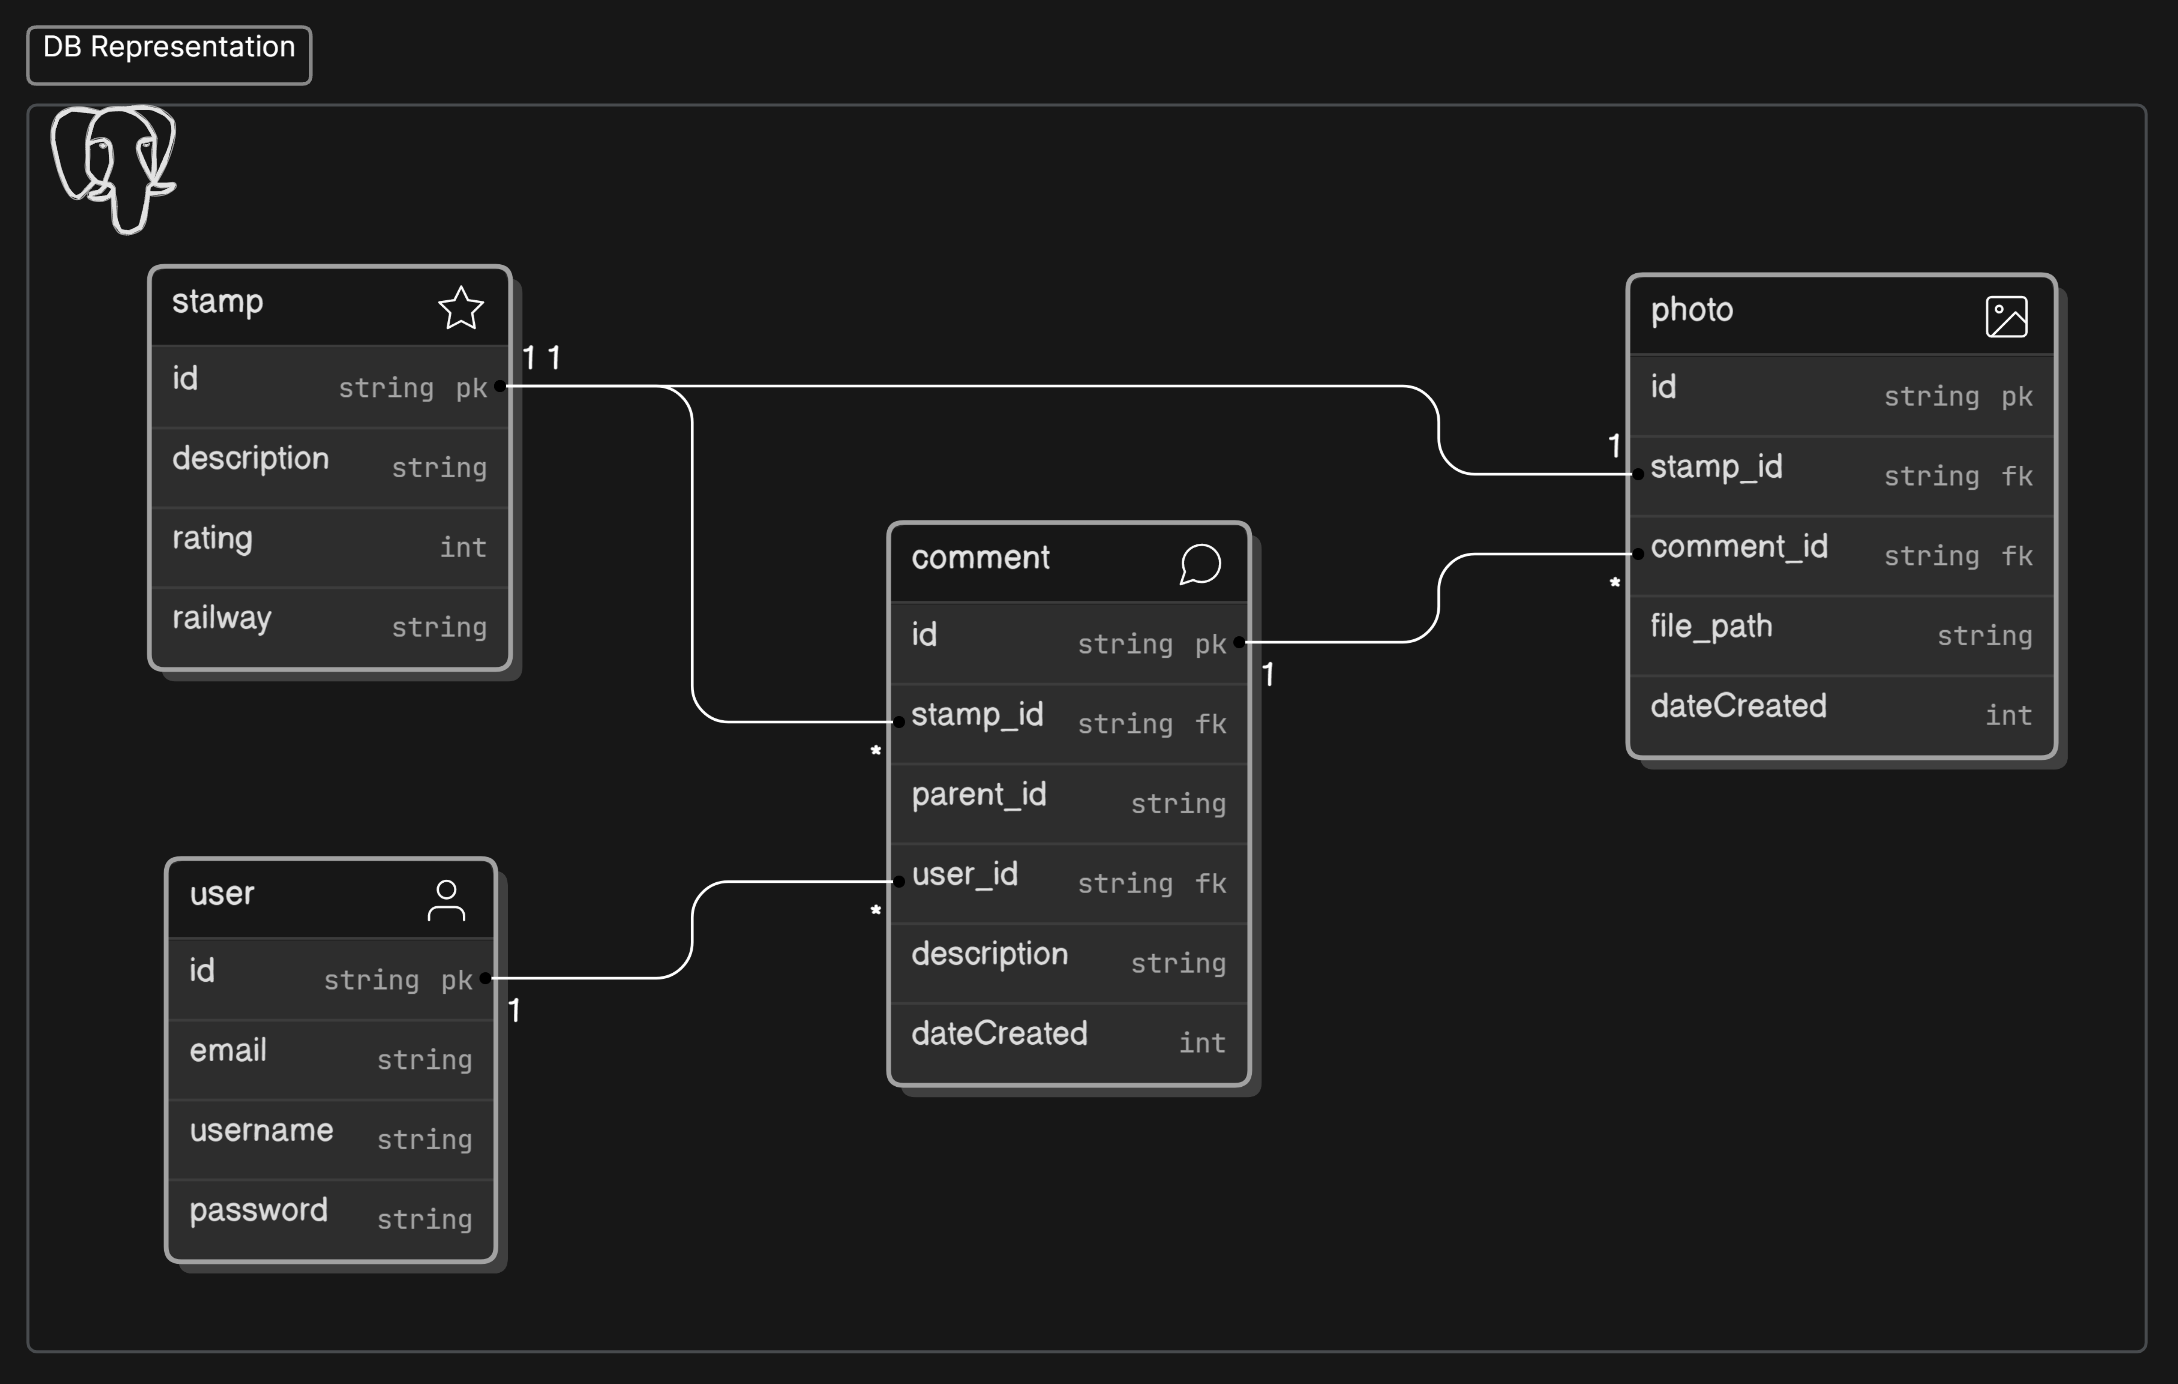 DB Representation
stamp
1 1
id string pk
description string
rating int
railway string
photo
id string pk
1
stamp_id string fk
comment_id string fk
*
file_path string
dateCreated int
comment
id string pk
1
stamp_id string fk
*
parent_id string
user_id string fk
*
description string
dateCreated int
user
id string pk
1
email string
username string
password string